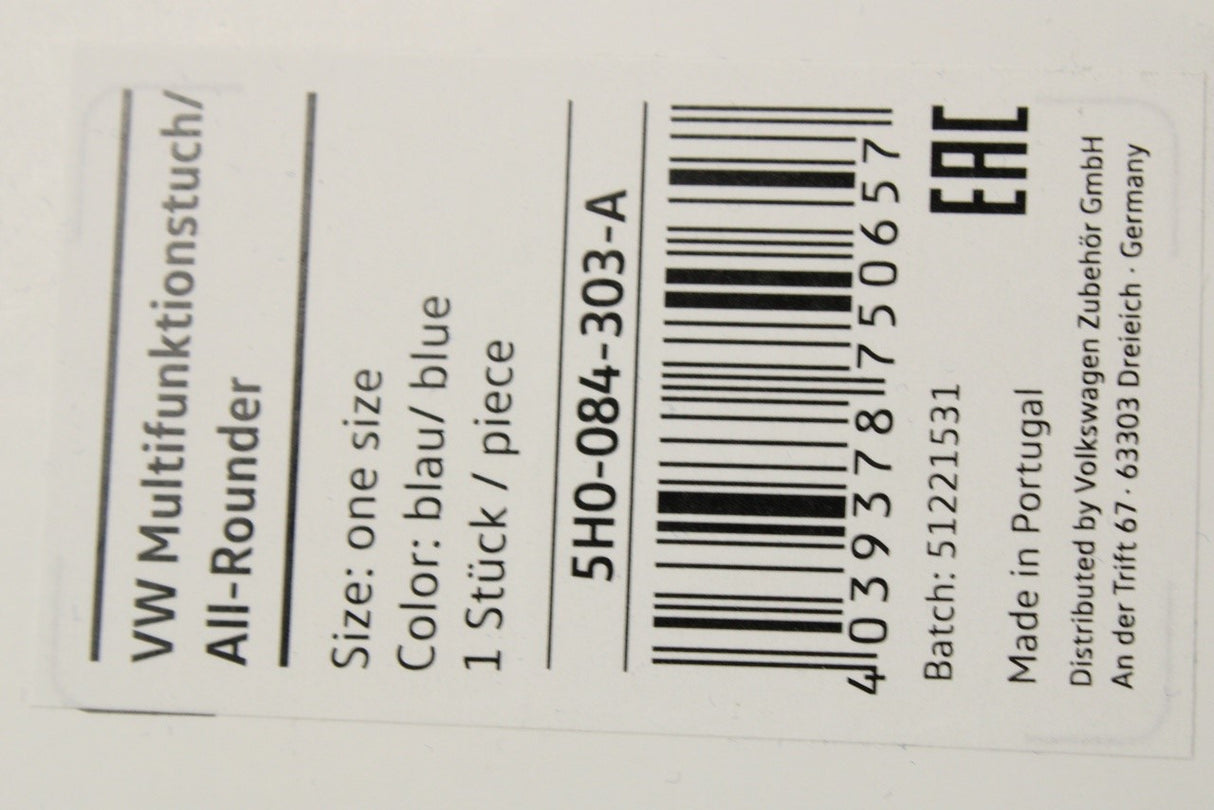 VW Multifunktionstuch/
All-Rounder
Size: one size
Color: blau/ blue
1 Stück / piece
5H0-084-303-A
4 039378 750657
Batch: 51221531
EAC
Made in Portugal
Distributed by Volkswagen Zubehör GmbH
An der Trift 67 · 63303 Dreieich · Germany